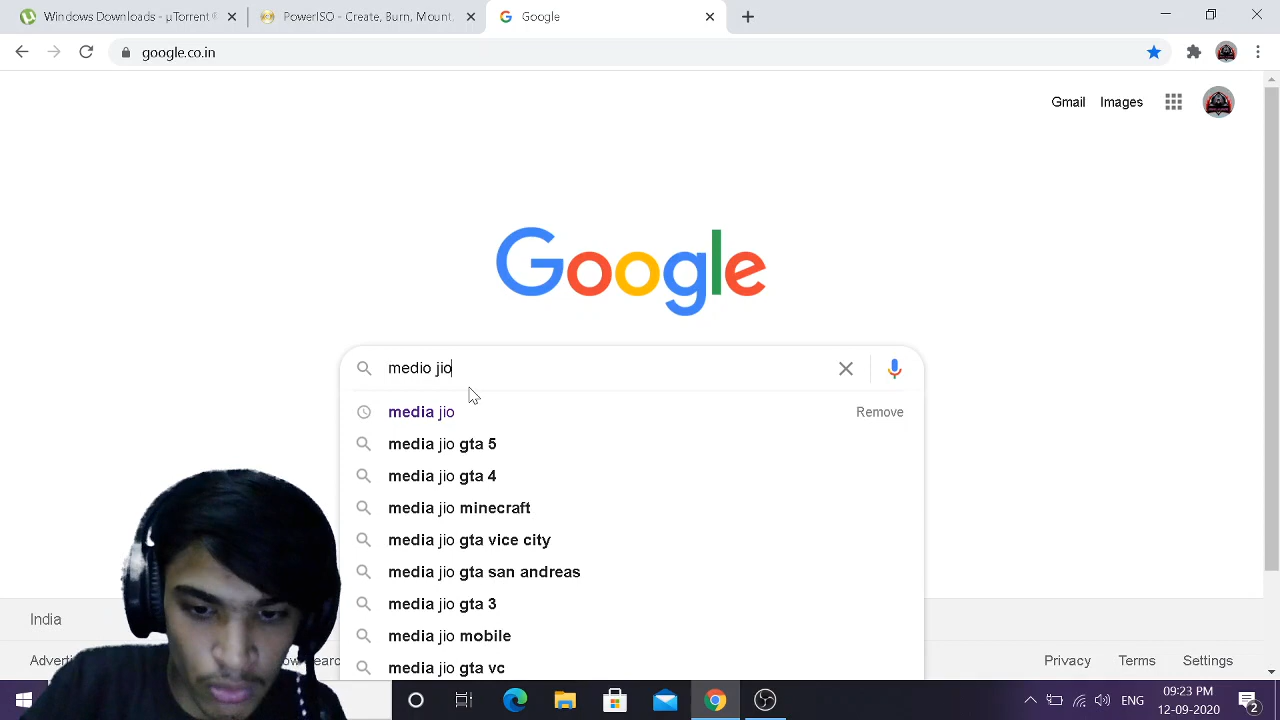 Windows Downloads - µTorrent
PowerISO - Create, Burn, Mount,
Google
google.co.in
Gmail Images
Google
medio jio
media jio Remove
media jio gta 5
media jio gta 4
media jio minecraft
media jio gta vice city
media jio gta san andreas
media jio gta 3
media jio mobile
media jio gta vc
India
Privacy Terms Settings
ENG
09:23 PM
12-09-2020
2